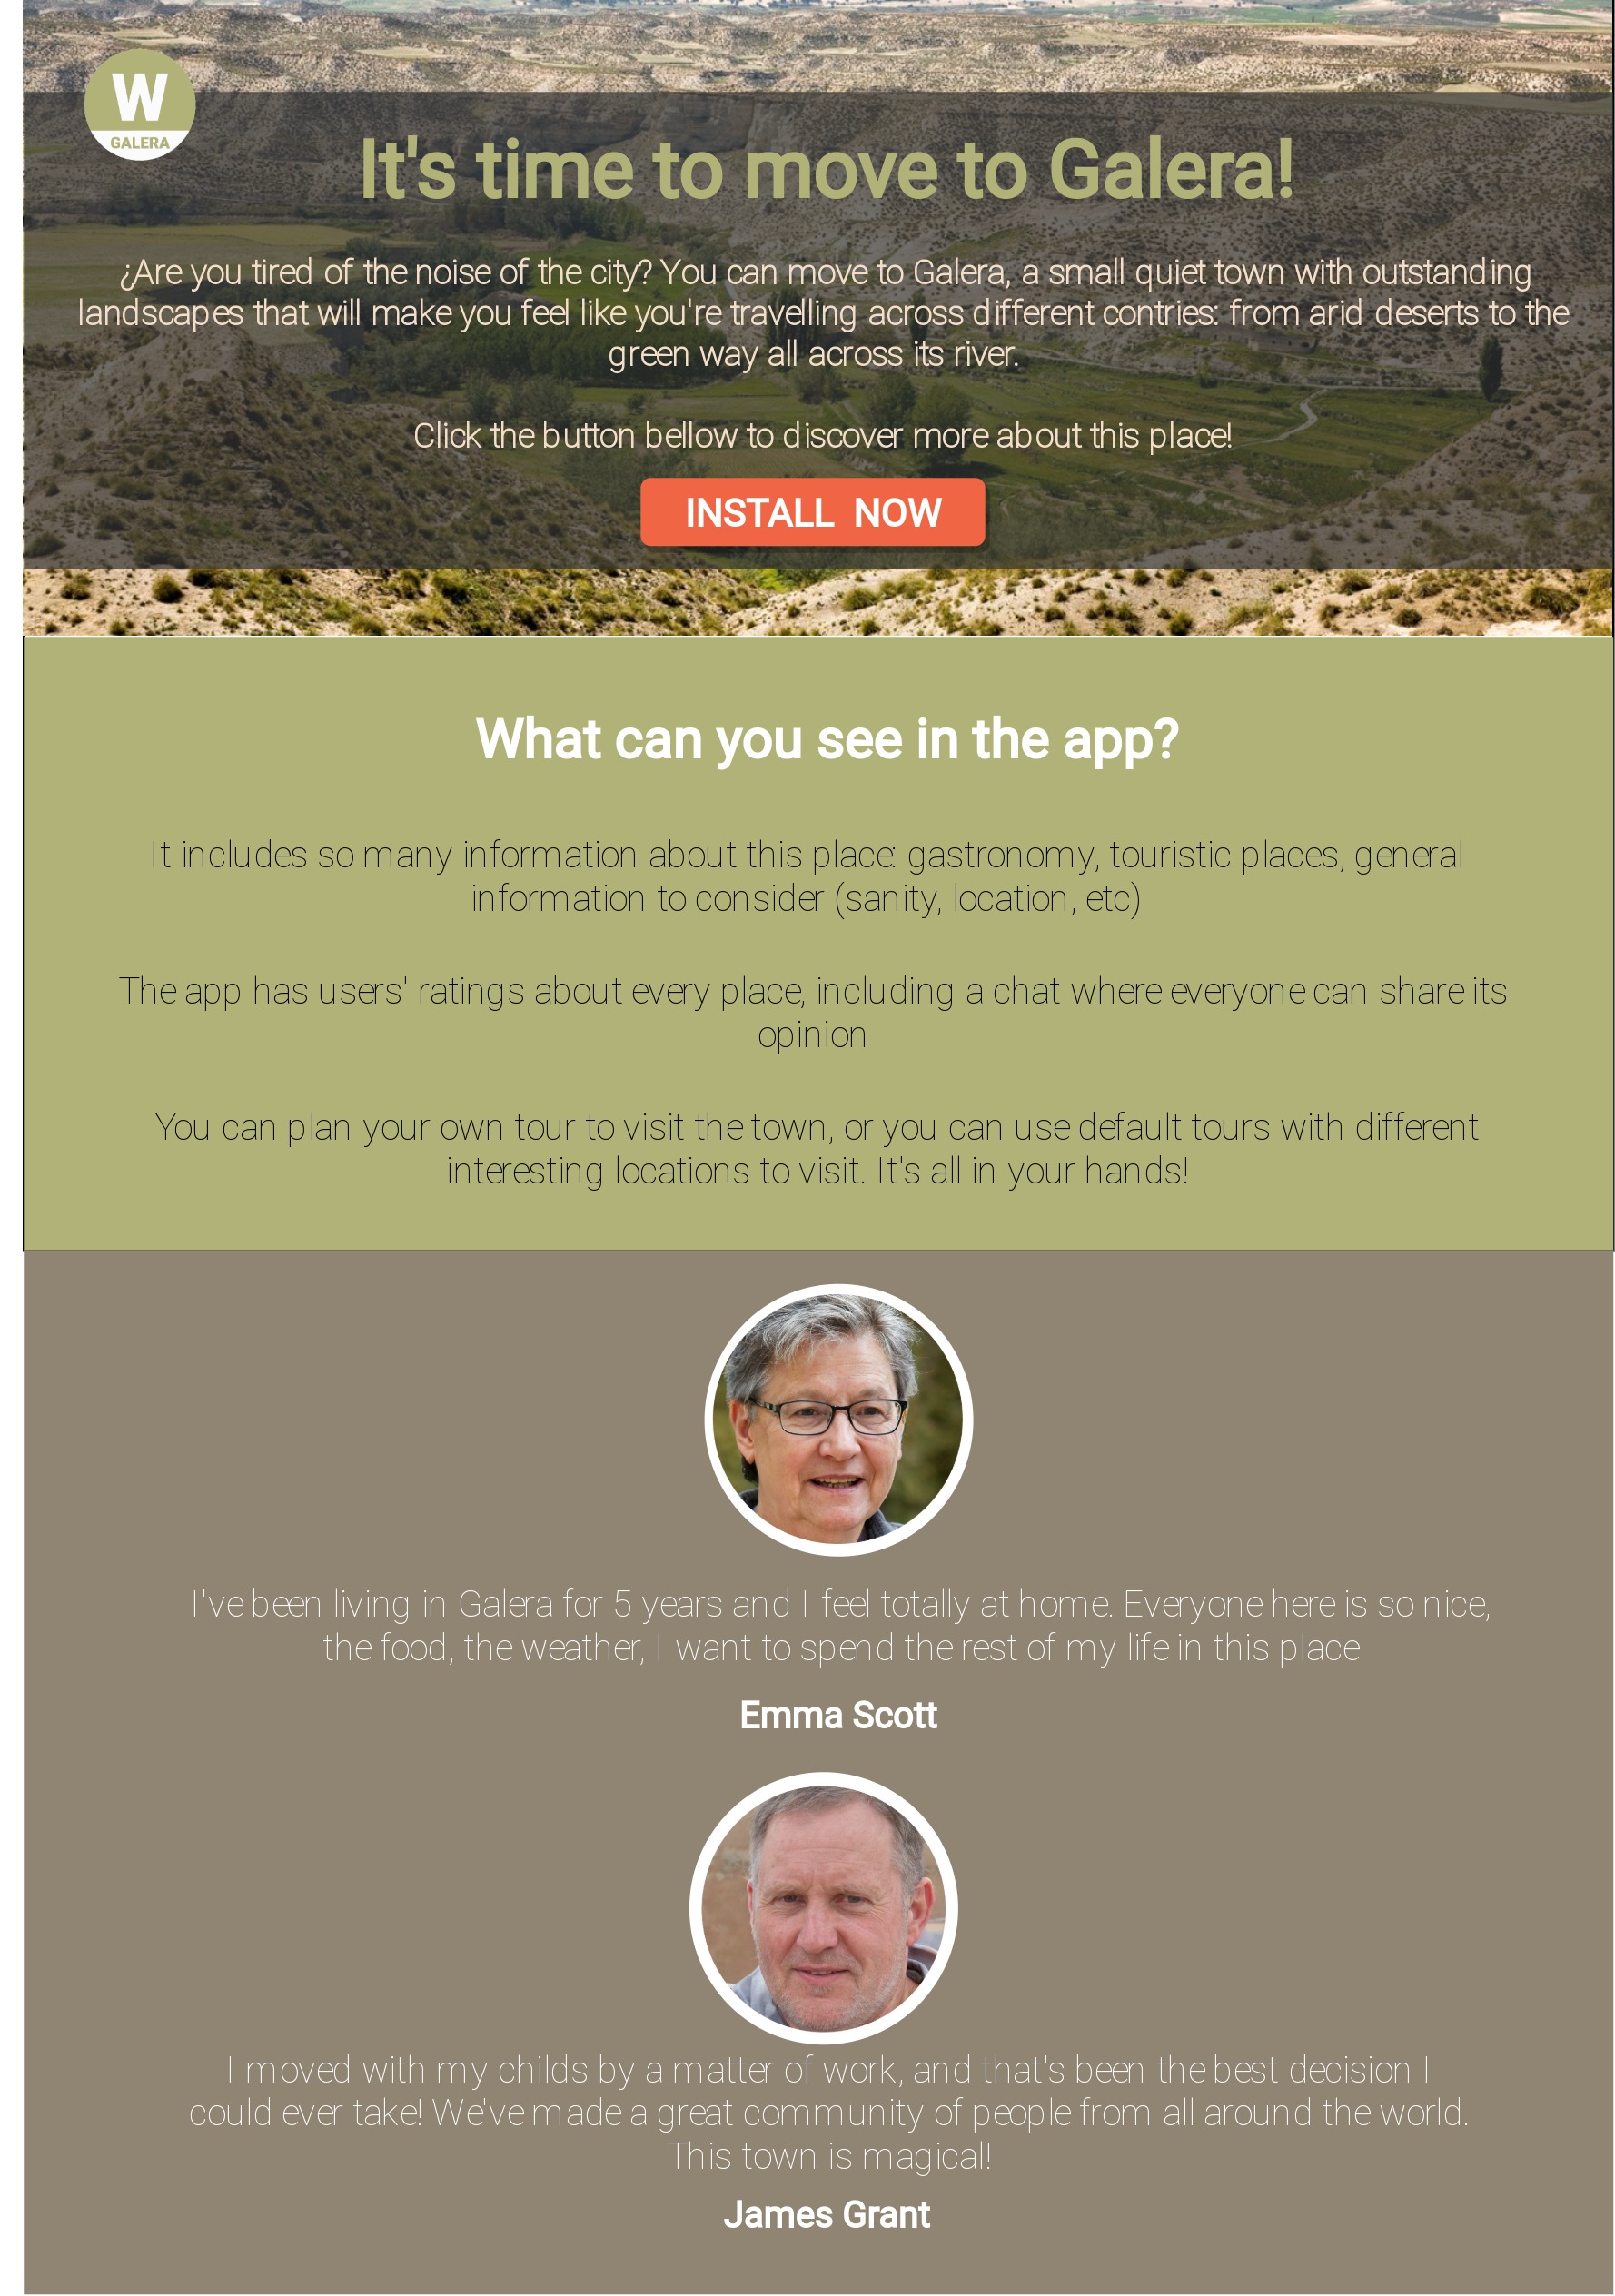 W
GALERA
It's time to move to Galera!
¿Are you tired of the noise of the city? You can move to Galera, a small quiet town with outstanding
landscapes that will make you feel like you're travelling across different contries: from arid deserts to the
green way all across its river.
Click the button bellow to discover more about this place!
INSTALL NOW
What can you see in the app?
It includes so many information about this place: gastronomy, touristic places, general
information to consider (sanity, location, etc)
The app has users' ratings about every place, including a chat where everyone can share its
opinion
You can plan your own tour to visit the town, or you can use default tours with different
interesting locations to visit. It's all in your hands!
I've been living in Galera for 5 years and I feel totally at home. Everyone here is so nice,
the food, the weather, I want to spend the rest of my life in this place
Emma Scott
I moved with my childs by a matter of work, and that's been the best decision I
could ever take! We've made a great community of people from all around the world.
This town is magical!
James Grant